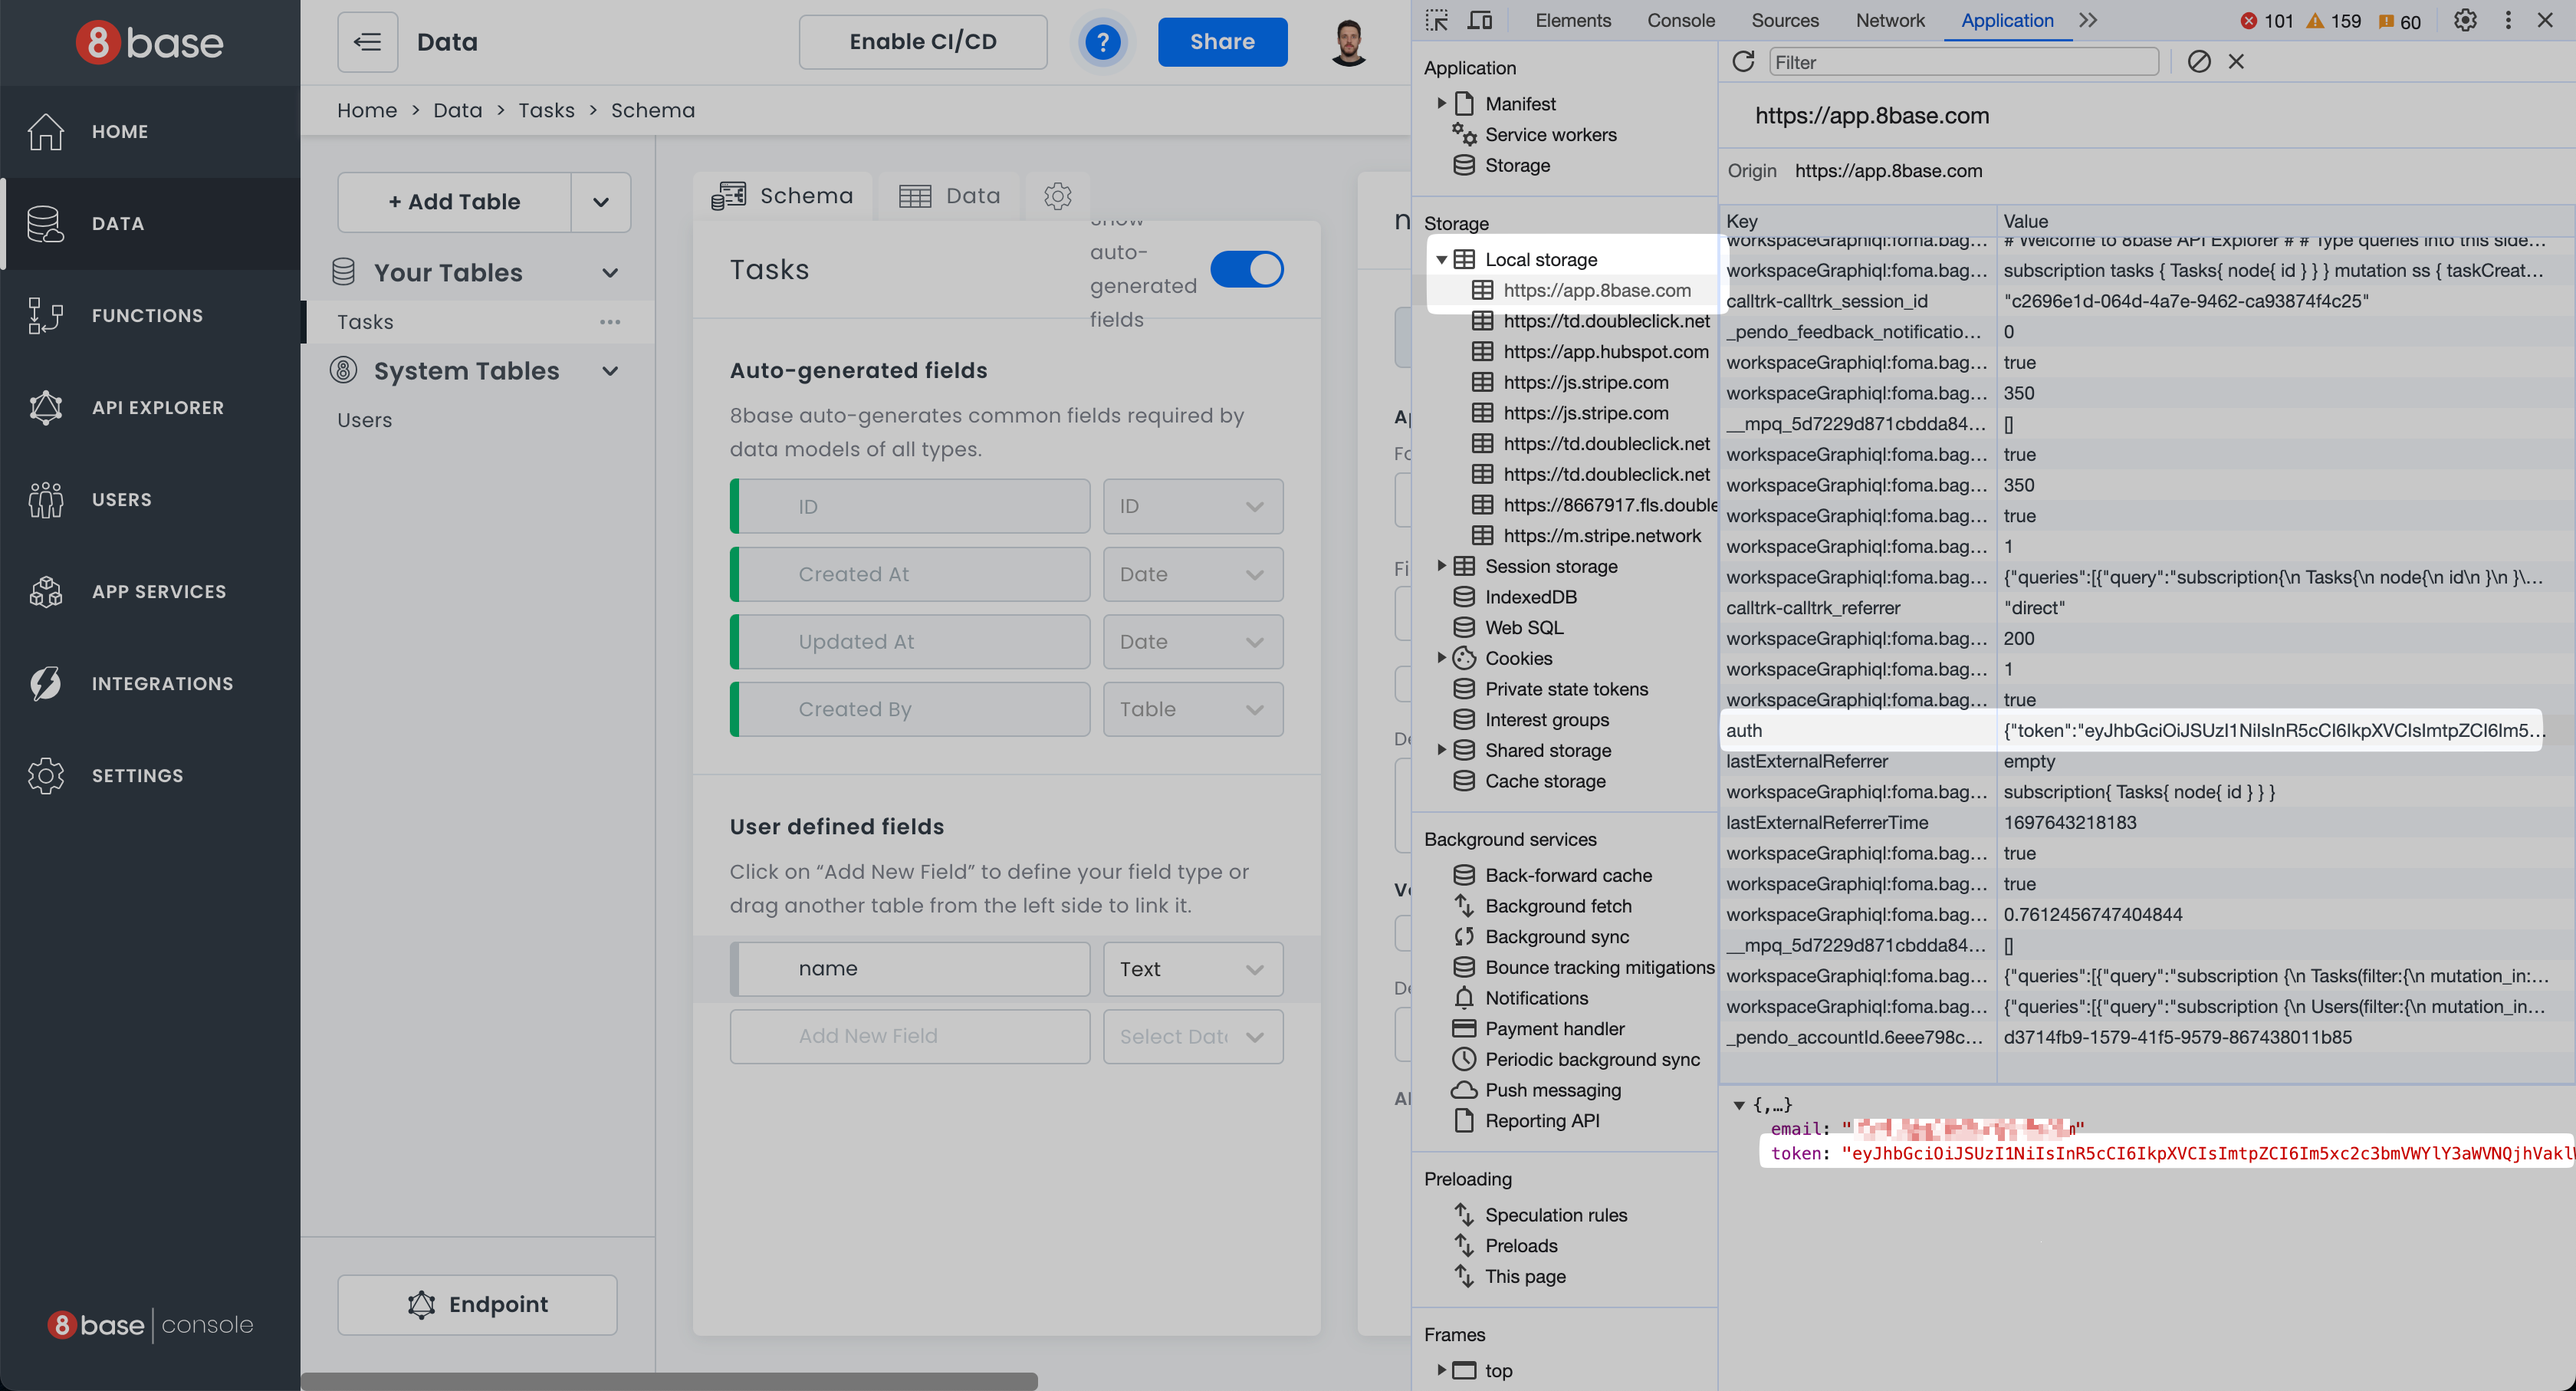 8base
Data
Enable CI/CD
?
Share
Home > Data > Tasks > Schema
HOME
DATA
FUNCTIONS
API EXPLORER
USERS
APP SERVICES
INTEGRATIONS
SETTINGS
8base | console
+ Add Table
Your Tables
Tasks
System Tables
Users
Endpoint
Schema
Data
Tasks
Show
auto-
generated
fields
Auto-generated fields
8base auto-generates common fields required by
data models of all types.
ID ID
Created At Date
Updated At Date
Created By Table
User defined fields
Click on “Add New Field” to define your field type or
drag another table from the left side to link it.
name Text
Add New Field
Elements Console Sources Network Application 101 159 60
Application
Manifest
Service workers
Storage
Storage
Local storage
https://app.8base.com
https://td.doubleclick.net
https://app.hubspot.com
https://js.stripe.com
https://js.stripe.com
https://td.doubleclick.net
https://td.doubleclick.net
https://8667917.fls.double
https://m.stripe.network
Session storage
IndexedDB
Web SQL
Cookies
Private state tokens
Interest groups
Shared storage
Cache storage
Background services
Back-forward cache
Background fetch
Background sync
Bounce tracking mitigations
Notifications
Payment handler
Periodic background sync
Push messaging
Reporting API
Preloading
Speculation rules
Preloads
This page
Frames
top
Filter
https://app.8base.com
Origin https://app.8base.com
Key Value
workspaceGraphiql:foma.bag... # Welcome to 8base API Explorer # # Type queries into this side...
workspaceGraphiql:foma.bag... subscription tasks { Tasks{ node{ id } } } mutation ss { taskCreat...
calltrk-calltrk_session_id "c2696e1d-064d-4a7e-9462-ca93874f4c25"
_pendo_feedback_notificatio... 0
workspaceGraphiql:foma.bag... true
workspaceGraphiql:foma.bag... 350
__mpq_5d7229d871cbdda84... []
workspaceGraphiql:foma.bag... true
workspaceGraphiql:foma.bag... 350
workspaceGraphiql:foma.bag... true
workspaceGraphiql:foma.bag... 1
workspaceGraphiql:foma.bag... {"queries":[{"query":"subscription{\n Tasks{\n node{\n id\n }\n }\...
calltrk-calltrk_referrer "direct"
workspaceGraphiql:foma.bag... 200
workspaceGraphiql:foma.bag... 1
workspaceGraphiql:foma.bag... true
auth {"token":"eyJhbGciOiJSUzI1NiIsInR5cCI6IkpXVCIsImtpZCI6Im5...
lastExternalReferrer empty
workspaceGraphiql:foma.bag... subscription{ Tasks{ node{ id } } }
lastExternalReferrerTime 1697643218183
workspaceGraphiql:foma.bag... true
workspaceGraphiql:foma.bag... true
workspaceGraphiql:foma.bag... 0.7612456747404844
__mpq_5d7229d871cbdda84... []
workspaceGraphiql:foma.bag... {"queries":[{"query":"subscription {\n Tasks(filter:{\n mutation_in:...
workspaceGraphiql:foma.bag... {"queries":[{"query":"subscription {\n Users(filter:{\n mutation_in...
_pendo_accountId.6eee798c... d3714fb9-1579-41f5-9579-867438011b85
{,…}
email: "
token: "eyJhbGciOiJSUzI1NiIsInR5cCI6IkpXVCIsImtpZCI6Im5xc2c3bmVWYlY3aWVNQjhVakl